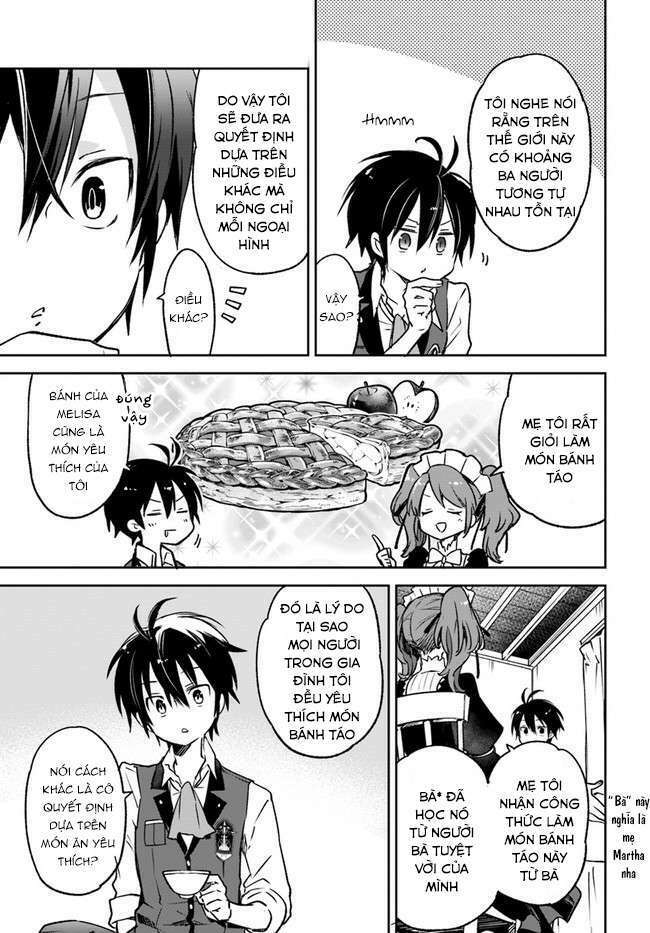 TÔI NGHE NÓI
RẰNG TRÊN
THẾ GIỚI NÀY
CÓ KHOẢNG
BA NGƯỜI
TƯƠNG TỰ
NHAU TỒN TẠI
Hmmm
VẬY
SAO?
DO VẬY TÔI
SẼ ĐƯA RA
QUYẾT ĐỊNH
DỰA TRÊN
NHỮNG ĐIỀU
KHÁC MÀ
KHÔNG CHỈ
MỖI NGOẠI
HÌNH
ĐIỀU
KHÁC?
MẸ TÔI RẤT
GIỎI LÀM
MÓN BÁNH
TÁO
Đúng
vậy
BÁNH CỦA
MELISA
CŨNG LÀ
MÓN YÊU
THÍCH CỦA
TÔI
MẸ TÔI
NHẬN CÔNG
THỨC LÀM
MÓN BÁNH
TÁO NÀY
TỪ BÀ
"Bà" này
nghĩa là
mẹ
Martha
nha
BÀ* ĐÃ
HỌC NÓ
TỪ NGƯỜI
BÀ TUYỆT
VỜI CỦA
MÌNH
ĐÓ LÀ LÝ DO
TẠI SAO
MỌI NGƯỜI
TRONG GIA
ĐÌNH TÔI
ĐỀU YÊU
THÍCH MÓN
BÁNH TÁO
NÓI CÁCH
KHÁC LÀ CÔ
QUYẾT ĐỊNH
DỰA TRÊN
MÓN ĂN YÊU
THÍCH?